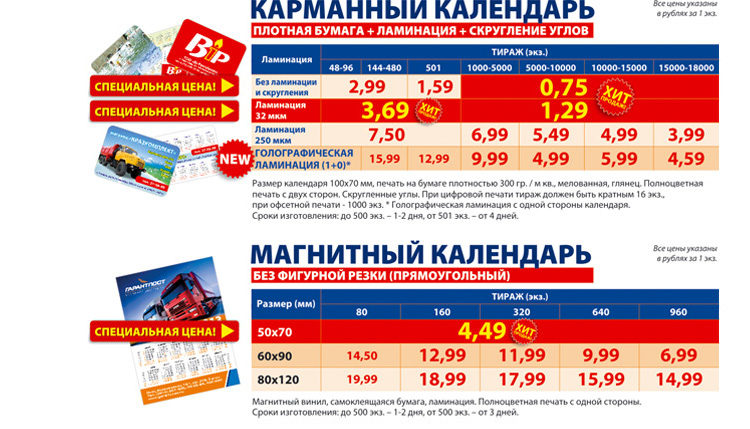 КАРМАННЫЙ КАЛЕНДАРЬ
Все цены указаны
в рублях за 1 экз.
ПЛОТНАЯ БУМАГА + ЛАМИНАЦИЯ + СКРУГЛЕНИЕ УГЛОВ
Ламинация
ТИРАЖ (экз.)
48-96 144-480 501 1000-5000 5000-10000 10000-15000 15000-18000
Без ламинации
и скругления
2,99 1,59 0,75
ХИТ
ПРОДАЖ!
Ламинация
32 мкм
3,69 1,29
ХИТ
ПРОДАЖ!
Ламинация
250 мкм
7,50 6,99 5,49 4,99 3,99
ГОЛОГРАФИЧЕСКАЯ
ЛАМИНАЦИЯ (1+0)*
15,99 12,99 9,99 4,99 5,99 4,59
BTP
СПЕЦИАЛЬНАЯ ЦЕНА!
СПЕЦИАЛЬНАЯ ЦЕНА!
NEW
Размер календаря 100х70 мм, печать на бумаге плотностью 300 гр. / м кв., мелованная, глянец. Полноцветная
печать с двух сторон. Скругленные углы. При цифровой печати тираж должен быть кратным 16 экз.,
при офсетной печати - 1000 экз. * Голографическая ламинация с одной стороны календаря.
Сроки изготовления: до 500 экз. – 1-2 дня, от 501 экз. – от 4 дней.
МАГНИТНЫЙ КАЛЕНДАРЬ
Все цены указаны
в рублях за 1 экз.
БЕЗ ФИГУРНОЙ РЕЗКИ (ПРЯМОУГОЛЬНЫЙ)
Размер (мм)
ТИРАЖ (экз.)
80 160 320 640 960
50х70 4,49
ХИТ
ПРОДАЖ!
60х90 14,50 12,99 11,99 9,99 6,99
80х120 19,99 18,99 17,99 15,99 14,99
ГАРАНТПОСТ
СПЕЦИАЛЬНАЯ ЦЕНА!
Магнитный винил, самоклеящаяся бумага, ламинация. Полноцветная печать с одной стороны.
Сроки изготовления: до 500 экз. – 1-2 дня, от 500 экз. – от 3 дней.